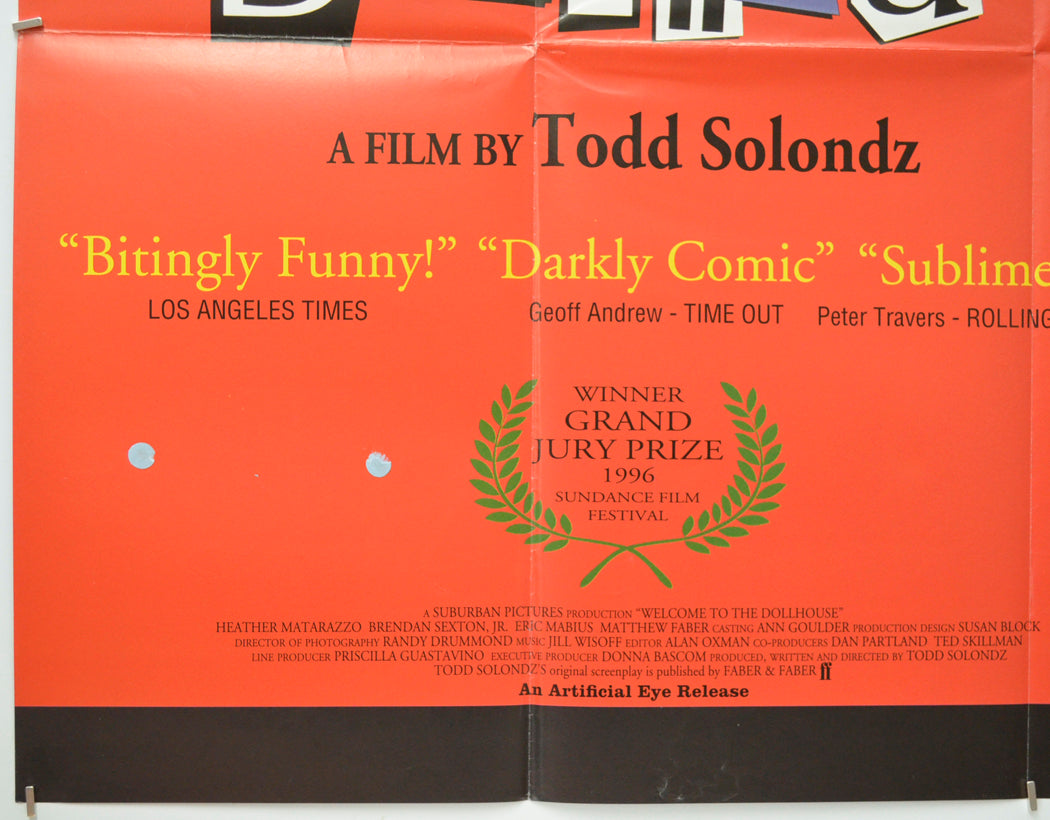 A FILM BY Todd Solondz
“Bitingly Funny!” “Darkly Comic” “Sublime
LOS ANGELES TIMES Geoff Andrew - TIME OUT Peter Travers - ROLLING
WINNER
GRAND
JURY PRIZE
1996
SUNDANCE FILM
FESTIVAL
A SUBURBAN PICTURES PRODUCTION “WELCOME TO THE DOLLHOUSE”
HEATHER MATARAZZO BRENDAN SEXTON, JR. ERIC MABIUS MATTHEW FABER CASTING ANN GOULDER PRODUCTION DESIGN SUSAN BLOCK
DIRECTOR OF PHOTOGRAPHY RANDY DRUMMOND MUSIC JILL WISOFF EDITOR ALAN OXMAN CO-PRODUCERS DAN PARTLAND TED SKILLMAN
LINE PRODUCER PRISCILLA GUASTAVINO EXECUTIVE PRODUCER DONNA BASCOM PRODUCED, WRITTEN AND DIRECTED BY TODD SOLONDZ
TODD SOLONDZ'S original screenplay is published by FABER & FABER ff
An Artificial Eye Release